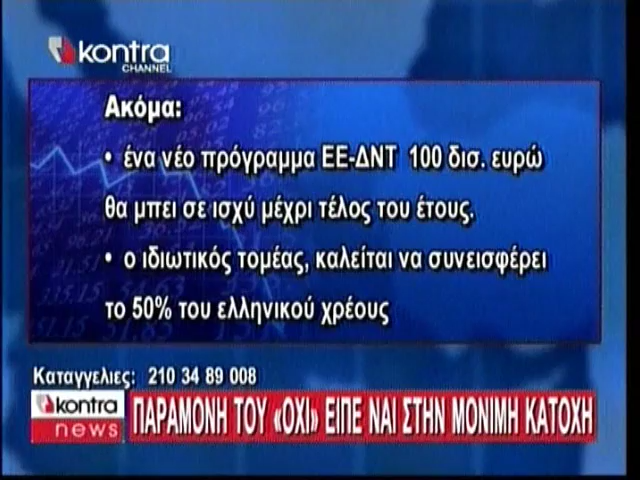 kontra
CHANNEL
Ακόμα:
• ένα νέο πρόγραμμα ΕΕ-ΔΝΤ 100 δισ. ευρώ
θα μπει σε ισχύ μέχρι τέλος του έτους.
• ο ιδιωτικός τομέας, καλείται να συνεισφέρει
το 50% του ελληνικού χρέους
Καταγγελιες: 210 34 89 008
kontra
news
ΠΑΡΑΜΟΝΗ ΤΟΥ «ΟΧΙ» ΕΙΠΕ ΝΑΙ ΣΤΗΝ ΜΟΝΙΜΗ ΚΑΤΟΧΗ